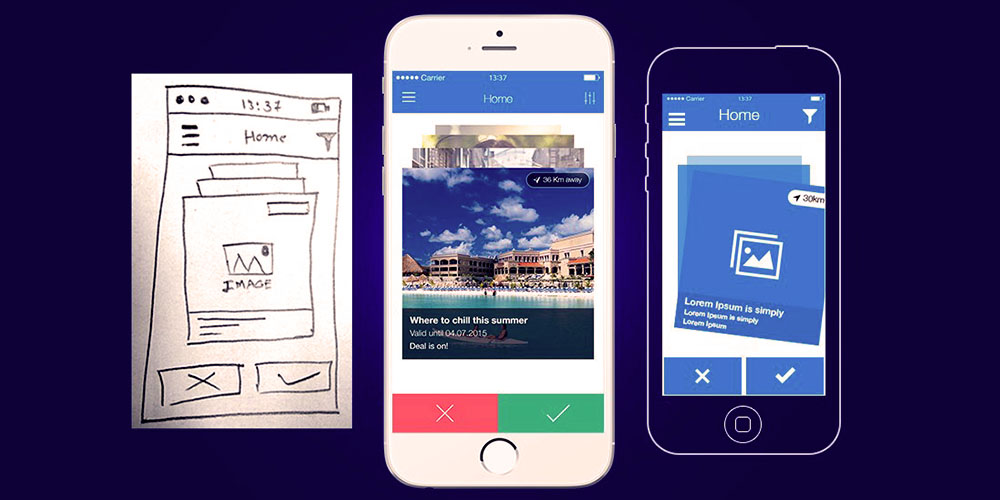 13:37
Home
IMAGE
Carrier 13:37
Home
36 Km away
Where to chill this summer
Valid until 04.07.2015
Deal is on!
Carrier 13:37
Home
30km
Lorem Ipsum is simply
Lorem Ipsum is simply
Lorem Ipsum